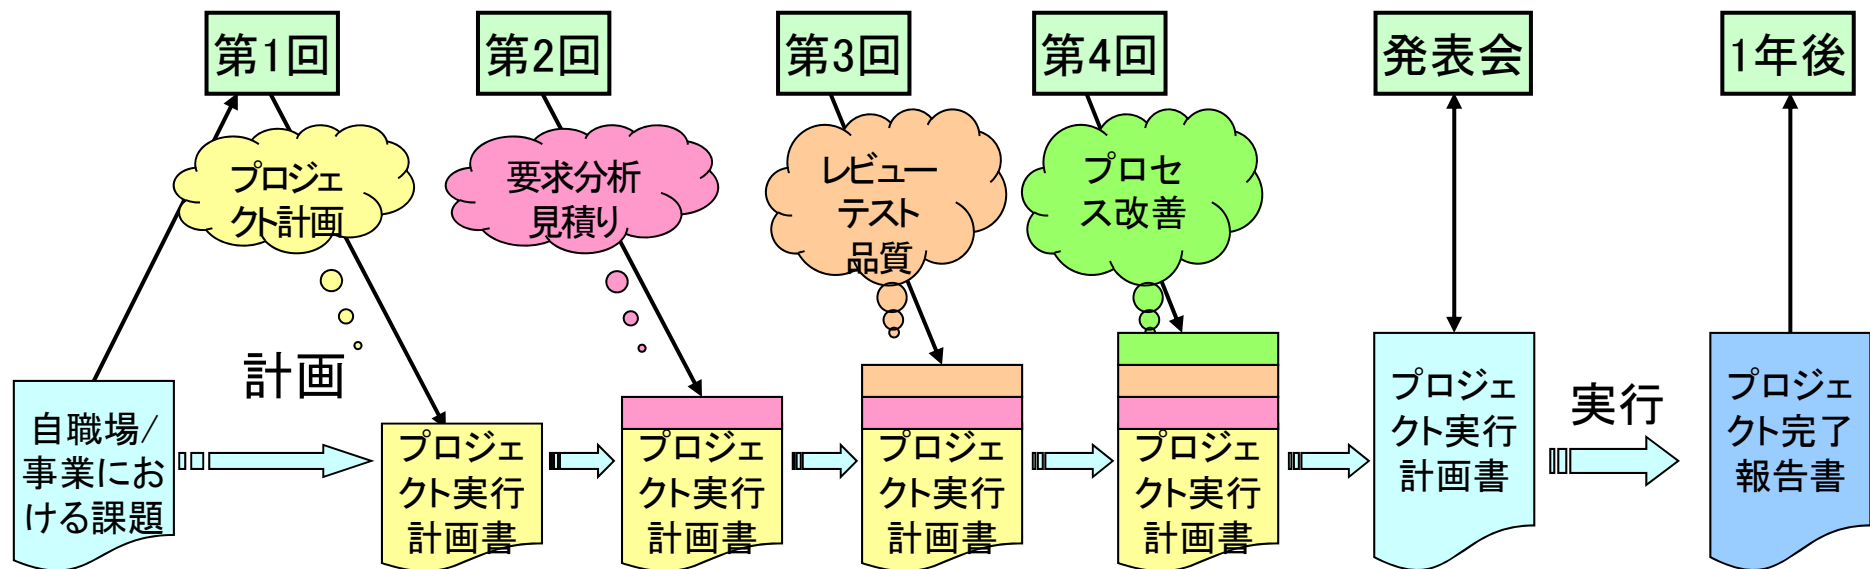 第1回
第2回
第3回
第4回
発表会
1年後
プロジェ
クト計画
要求分析
見積り
レビュー
テスト
品質
プロセ
ス改善
計画
実行
自職場/
事業にお
ける課題
プロジェ
クト実行
計画書
プロジェ
クト実行
計画書
プロジェ
クト実行
計画書
プロジェ
クト実行
計画書
プロジェ
クト実行
計画書
プロジェ
クト完了
報告書